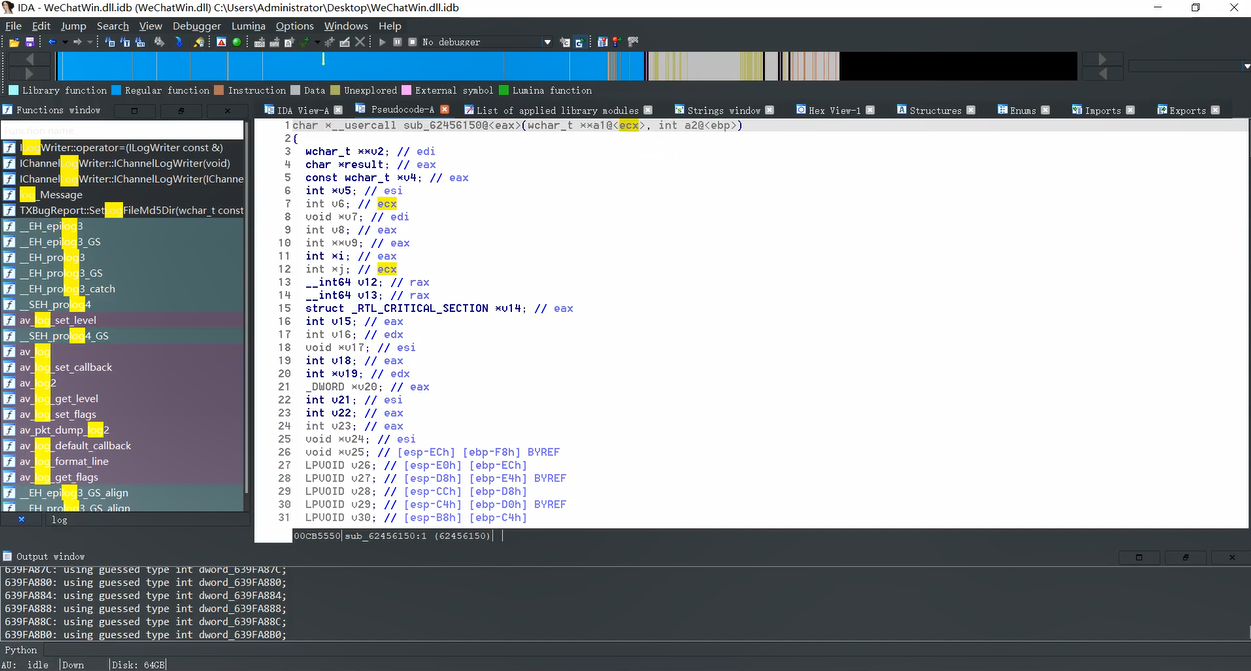 IDA - WeChatWin.dll.idb (WeChatWin.dll) C:\Users\Administrator\Desktop\WeChatWin.dll.idb
File Edit Jump Search View Debugger Lumina Options Windows Help
No debugger
Library function Regular function Instruction Data Unexplored External symbol Lumina function
Functions window
IDA View-A Pseudocode-A List of applied library modules Strings window Hex View-1 Structures Enums Imports Exports
Function name
ILogWriter::operator=(ILogWriter const &)
IChannelLogWriter::IChannelLogWriter(void)
IChannelLogWriter::IChannelLogWriter(IChanne
log_Message
TXBugReport::SetLogFileMd5Dir(wchar_t const
__EH_epilog3
__EH_epilog3_GS
__EH_prolog3
__EH_prolog3_GS
__EH_prolog3_catch
__SEH_prolog4
av_log_set_level
__SEH_prolog4_GS
av_log
av_log_set_callback
av_log2
av_log_get_level
av_log_set_flags
av_pkt_dump_log2
av_log_default_callback
av_log_format_line
av_log_get_flags
__EH_epilog3_GS_align
__EH_prolog3_GS_align
log
1 char *__usercall sub_62456150@<eax>(wchar_t **a1@<ecx>, int a2@<ebp>)
2 {
3 wchar_t **v2; // edi
4 char *result; // eax
5 const wchar_t *v4; // eax
6 int *v5; // esi
7 int v6; // ecx
8 void *v7; // edi
9 int v8; // eax
10 int **v9; // eax
11 int *i; // eax
12 int *j; // ecx
13 __int64 v12; // rax
14 __int64 v13; // rax
15 struct _RTL_CRITICAL_SECTION *v14; // eax
16 int v15; // eax
17 int v16; // edx
18 void *v17; // esi
19 int v18; // eax
20 int *v19; // edx
21 _DWORD *v20; // eax
22 int v21; // esi
23 int v22; // eax
24 int v23; // eax
25 void *v24; // esi
26 void *v25; // [esp-ECh] [ebp-F8h] BYREF
27 LPVOID v26; // [esp-E0h] [ebp-ECh]
28 LPVOID v27; // [esp-D8h] [ebp-E4h] BYREF
29 LPVOID v28; // [esp-CCh] [ebp-D8h]
30 LPVOID v29; // [esp-C4h] [ebp-D0h] BYREF
31 LPVOID v30; // [esp-B8h] [ebp-C4h]
00CB5550 sub_62456150:1 (62456150)
Output window
639FA87C: using guessed type int dword_639FA87C;
639FA880: using guessed type int dword_639FA880;
639FA884: using guessed type int dword_639FA884;
639FA888: using guessed type int dword_639FA888;
639FA88C: using guessed type int dword_639FA88C;
639FA8B0: using guessed type int dword_639FA8B0;
Python
AU: idle Down Disk: 64GB